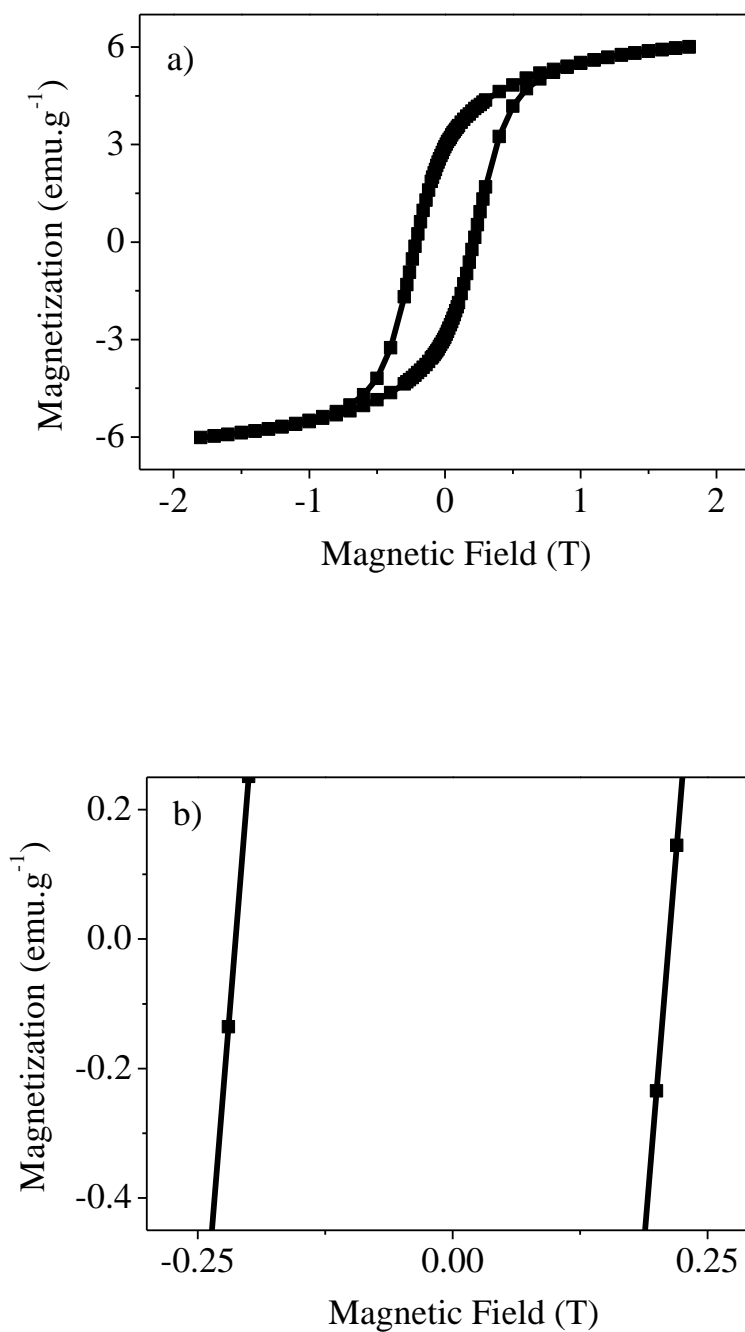 a)
6
3
0
-3
-6
Magnetization (emu.g⁻¹)
-2 -1 0 1 2
Magnetic Field (T)
b)
0.2
0.0
-0.2
-0.4
Magnetization (emu.g⁻¹)
-0.25 0.00 0.25
Magnetic Field (T)